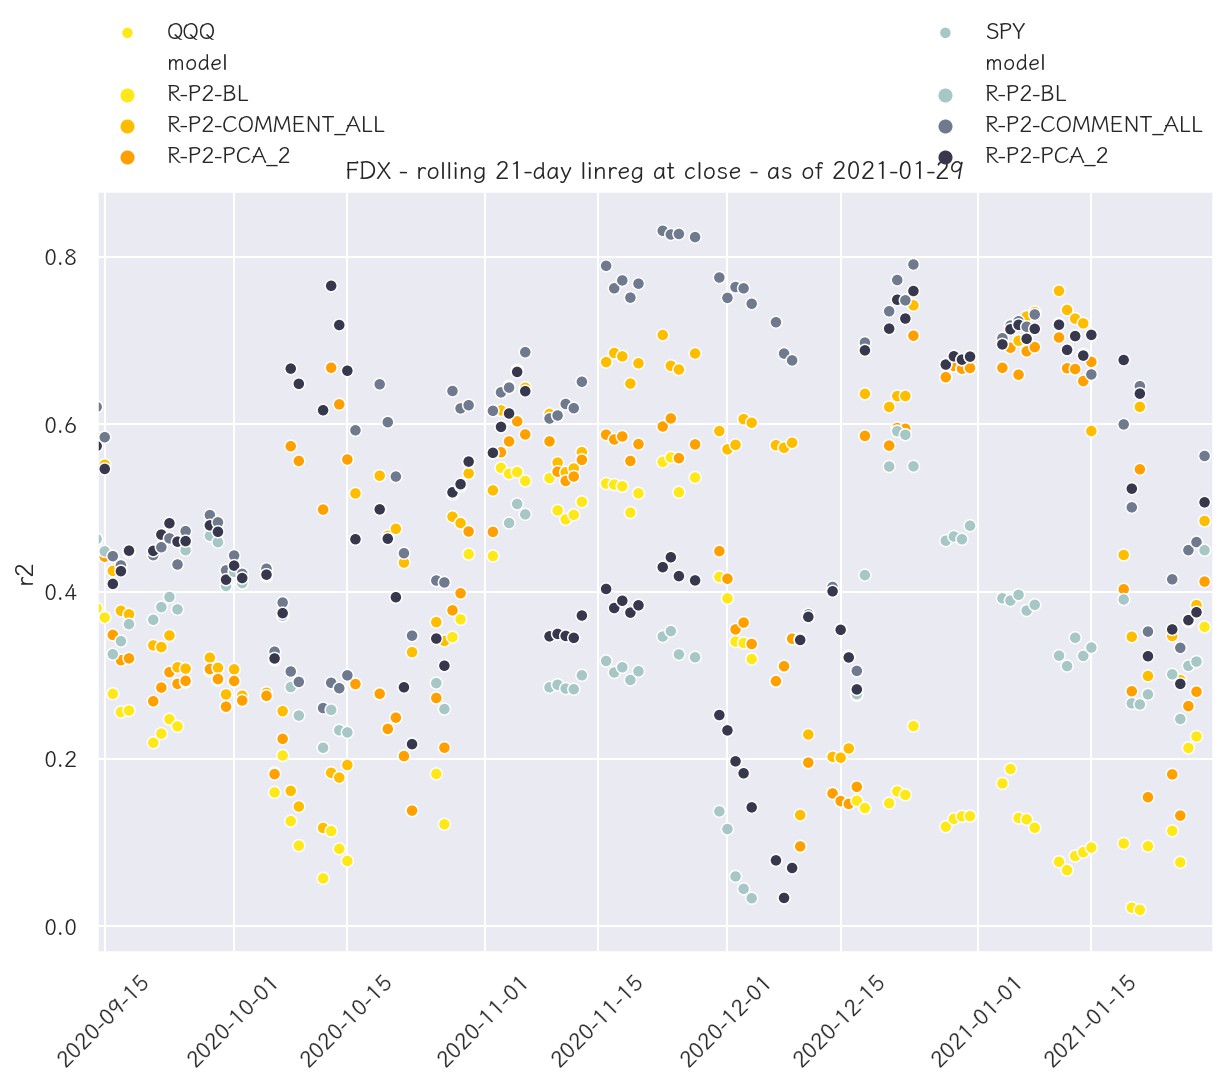 QQQ
model
R-P2-BL
R-P2-COMMENT_ALL
R-P2-PCA_2
SPY
model
R-P2-BL
R-P2-COMMENT_ALL
R-P2-PCA_2
FDX - rolling 21-day linreg at close - as of 2021-01-29
r2
0.8
0.6
0.4
0.2
0.0
2020-09-15
2020-10-01
2020-10-15
2020-11-01
2020-11-15
2020-12-01
2020-12-15
2021-01-01
2021-01-15